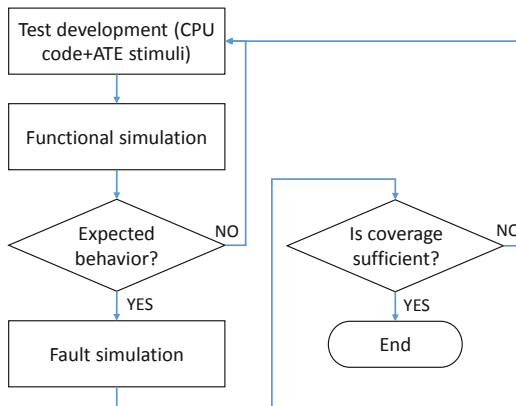 Test development (CPU
code+ATE stimuli)
Functional simulation
Expected
behavior?
NO
YES
Fault simulation
Is coverage
sufficient?
NO
YES
End